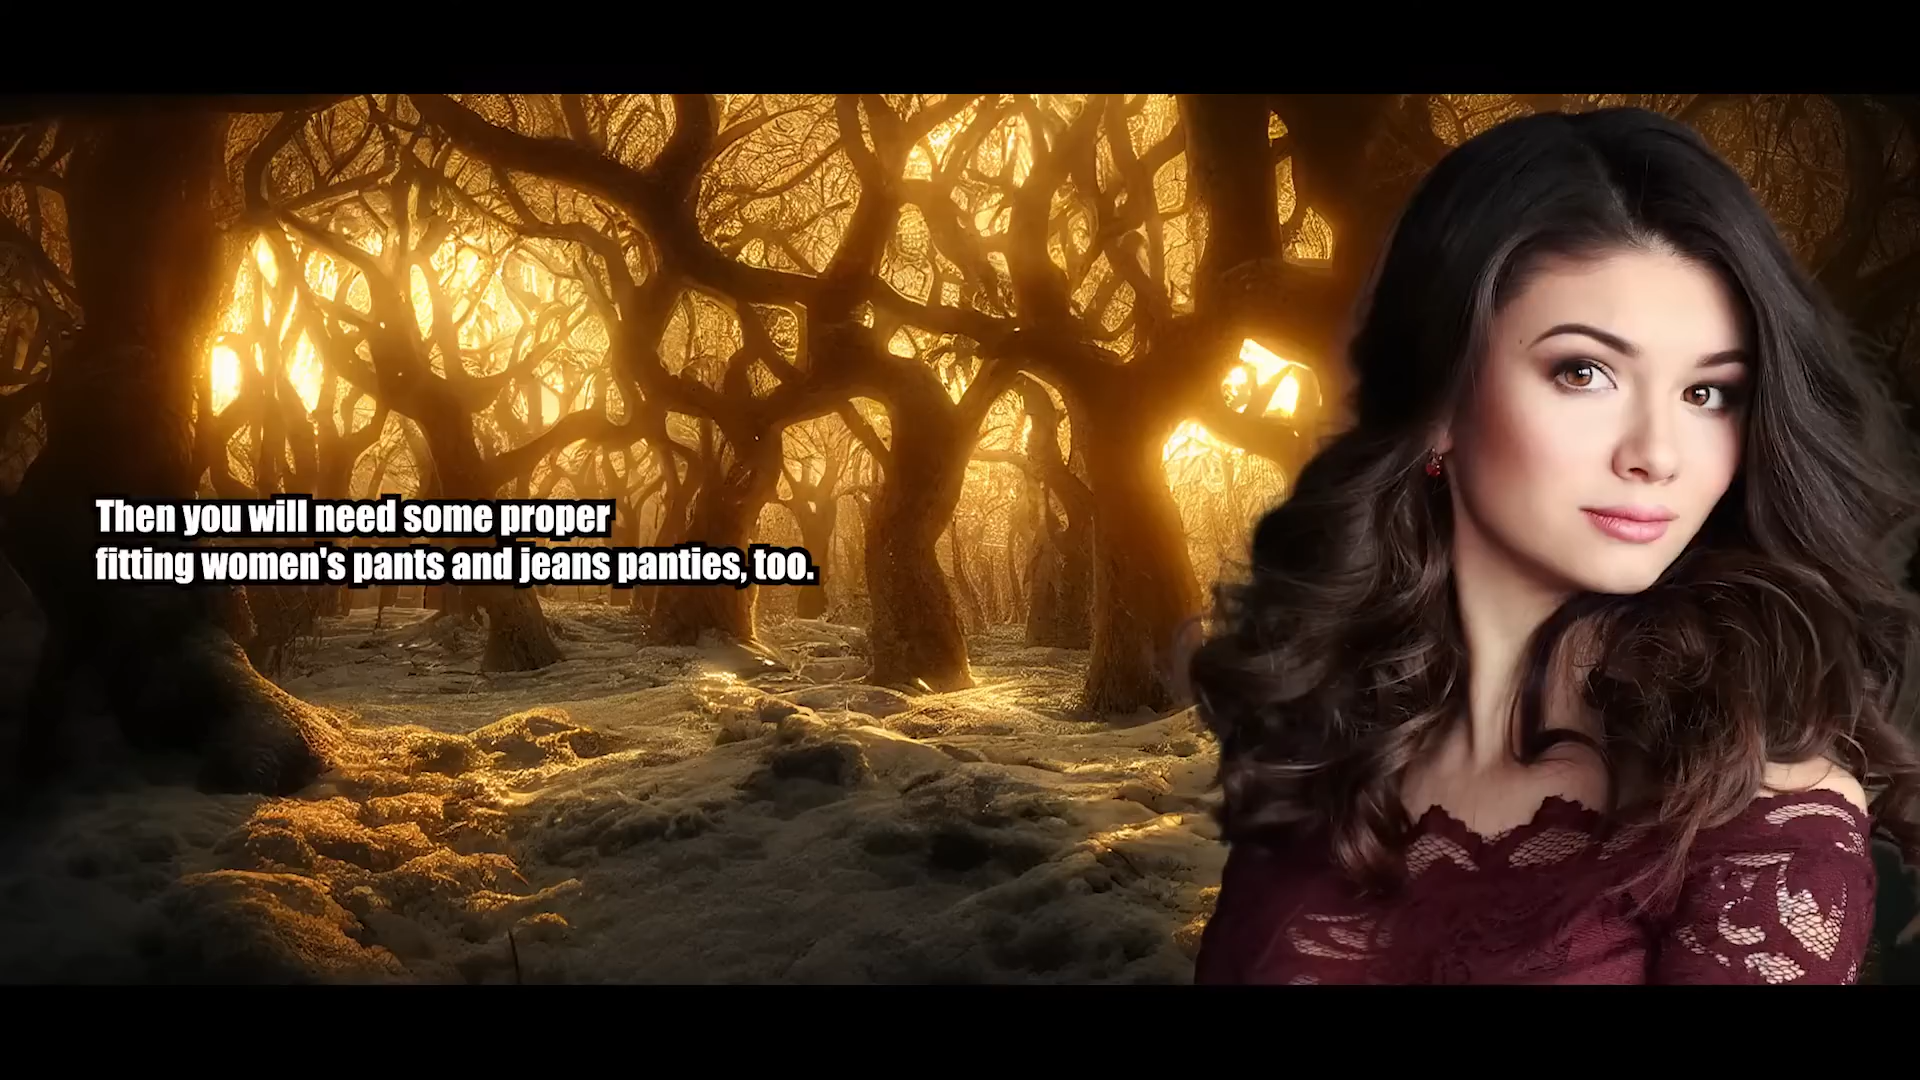 Then you will need some proper
fitting women's pants and jeans panties, too.